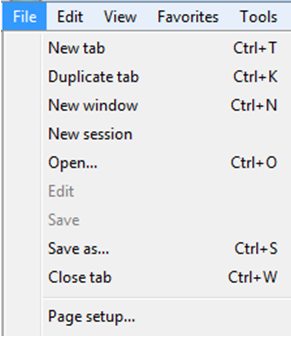 File Edit View Favorites Tools
New tab Ctrl+T
Duplicate tab Ctrl+K
New window Ctrl+N
New session
Open... Ctrl+O
Edit
Save
Save as... Ctrl+S
Close tab Ctrl+W
Page setup...